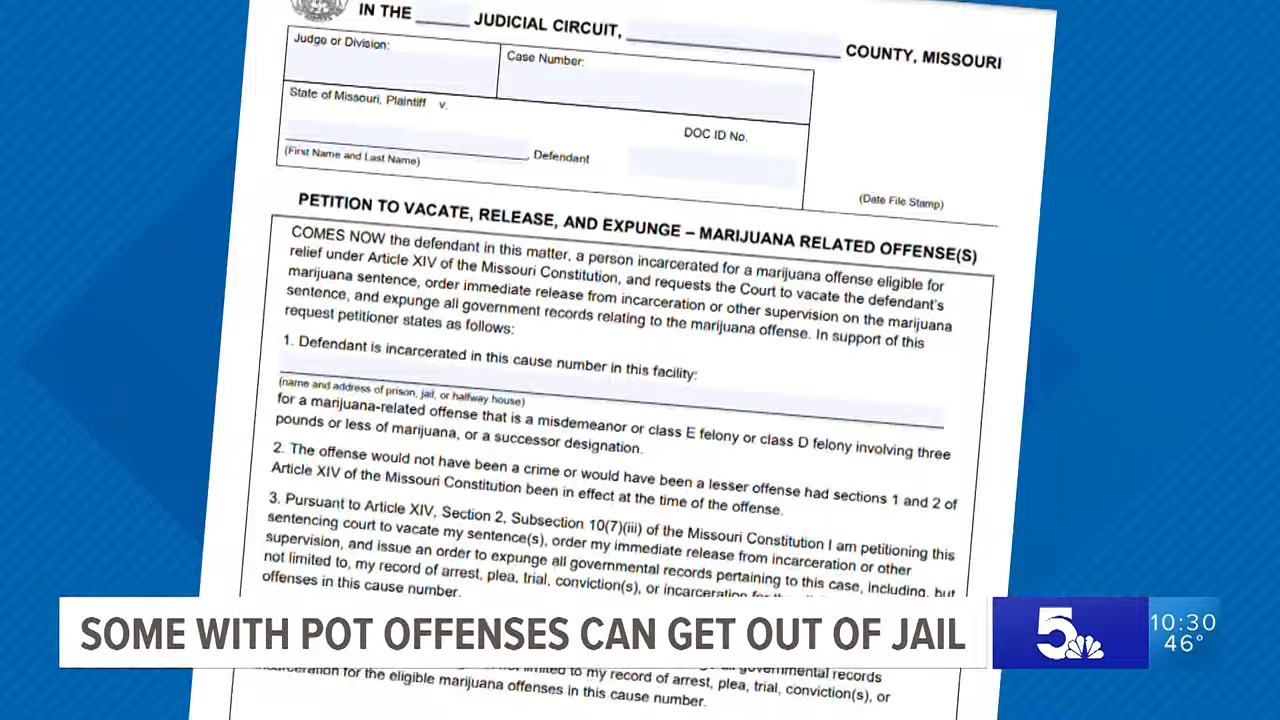 IN THE JUDICIAL CIRCUIT, COUNTY, MISSOURI
Judge or Division:
Case Number:
State of Missouri, Plaintiff v.
DOC ID No.
, Defendant
(First Name and Last Name)
(Date File Stamp)
PETITION TO VACATE, RELEASE, AND EXPUNGE – MARIJUANA RELATED OFFENSE(S)
COMES NOW the defendant in this matter, a person incarcerated for a marijuana offense eligible for
relief under Article XIV of the Missouri Constitution, and requests the Court to vacate the defendant's
marijuana sentence, order immediate release from incarceration or other supervision on the marijuana
sentence, and expunge all government records relating to the marijuana offense. In support of this
request petitioner states as follows:
1. Defendant is incarcerated in this cause number in this facility:
(name and address of prison, jail, or halfway house)
for a marijuana-related offense that is a misdemeanor or class E felony or class D felony involving three
pounds or less of marijuana, or a successor designation.
2. The offense would not have been a crime or would have been a lesser offense had sections 1 and 2 of
Article XIV of the Missouri Constitution been in effect at the time of the offense.
3. Pursuant to Article XIV, Section 2, Subsection 10(7)(iii) of the Missouri Constitution I am petitioning this
sentencing court to vacate my sentence(s), order my immediate release from incarceration or other
supervision, and issue an order to expunge all governmental records pertaining to this case, including, but
not limited to, my record of arrest, plea, trial, conviction(s), or incarceration for the
offenses in this cause number.
SOME WITH POT OFFENSES CAN GET OUT OF JAIL
5
10:30
46°
all governmental records
limited to my record of arrest, plea, trial, conviction(s), or
for the eligible marijuana offenses in this cause number.